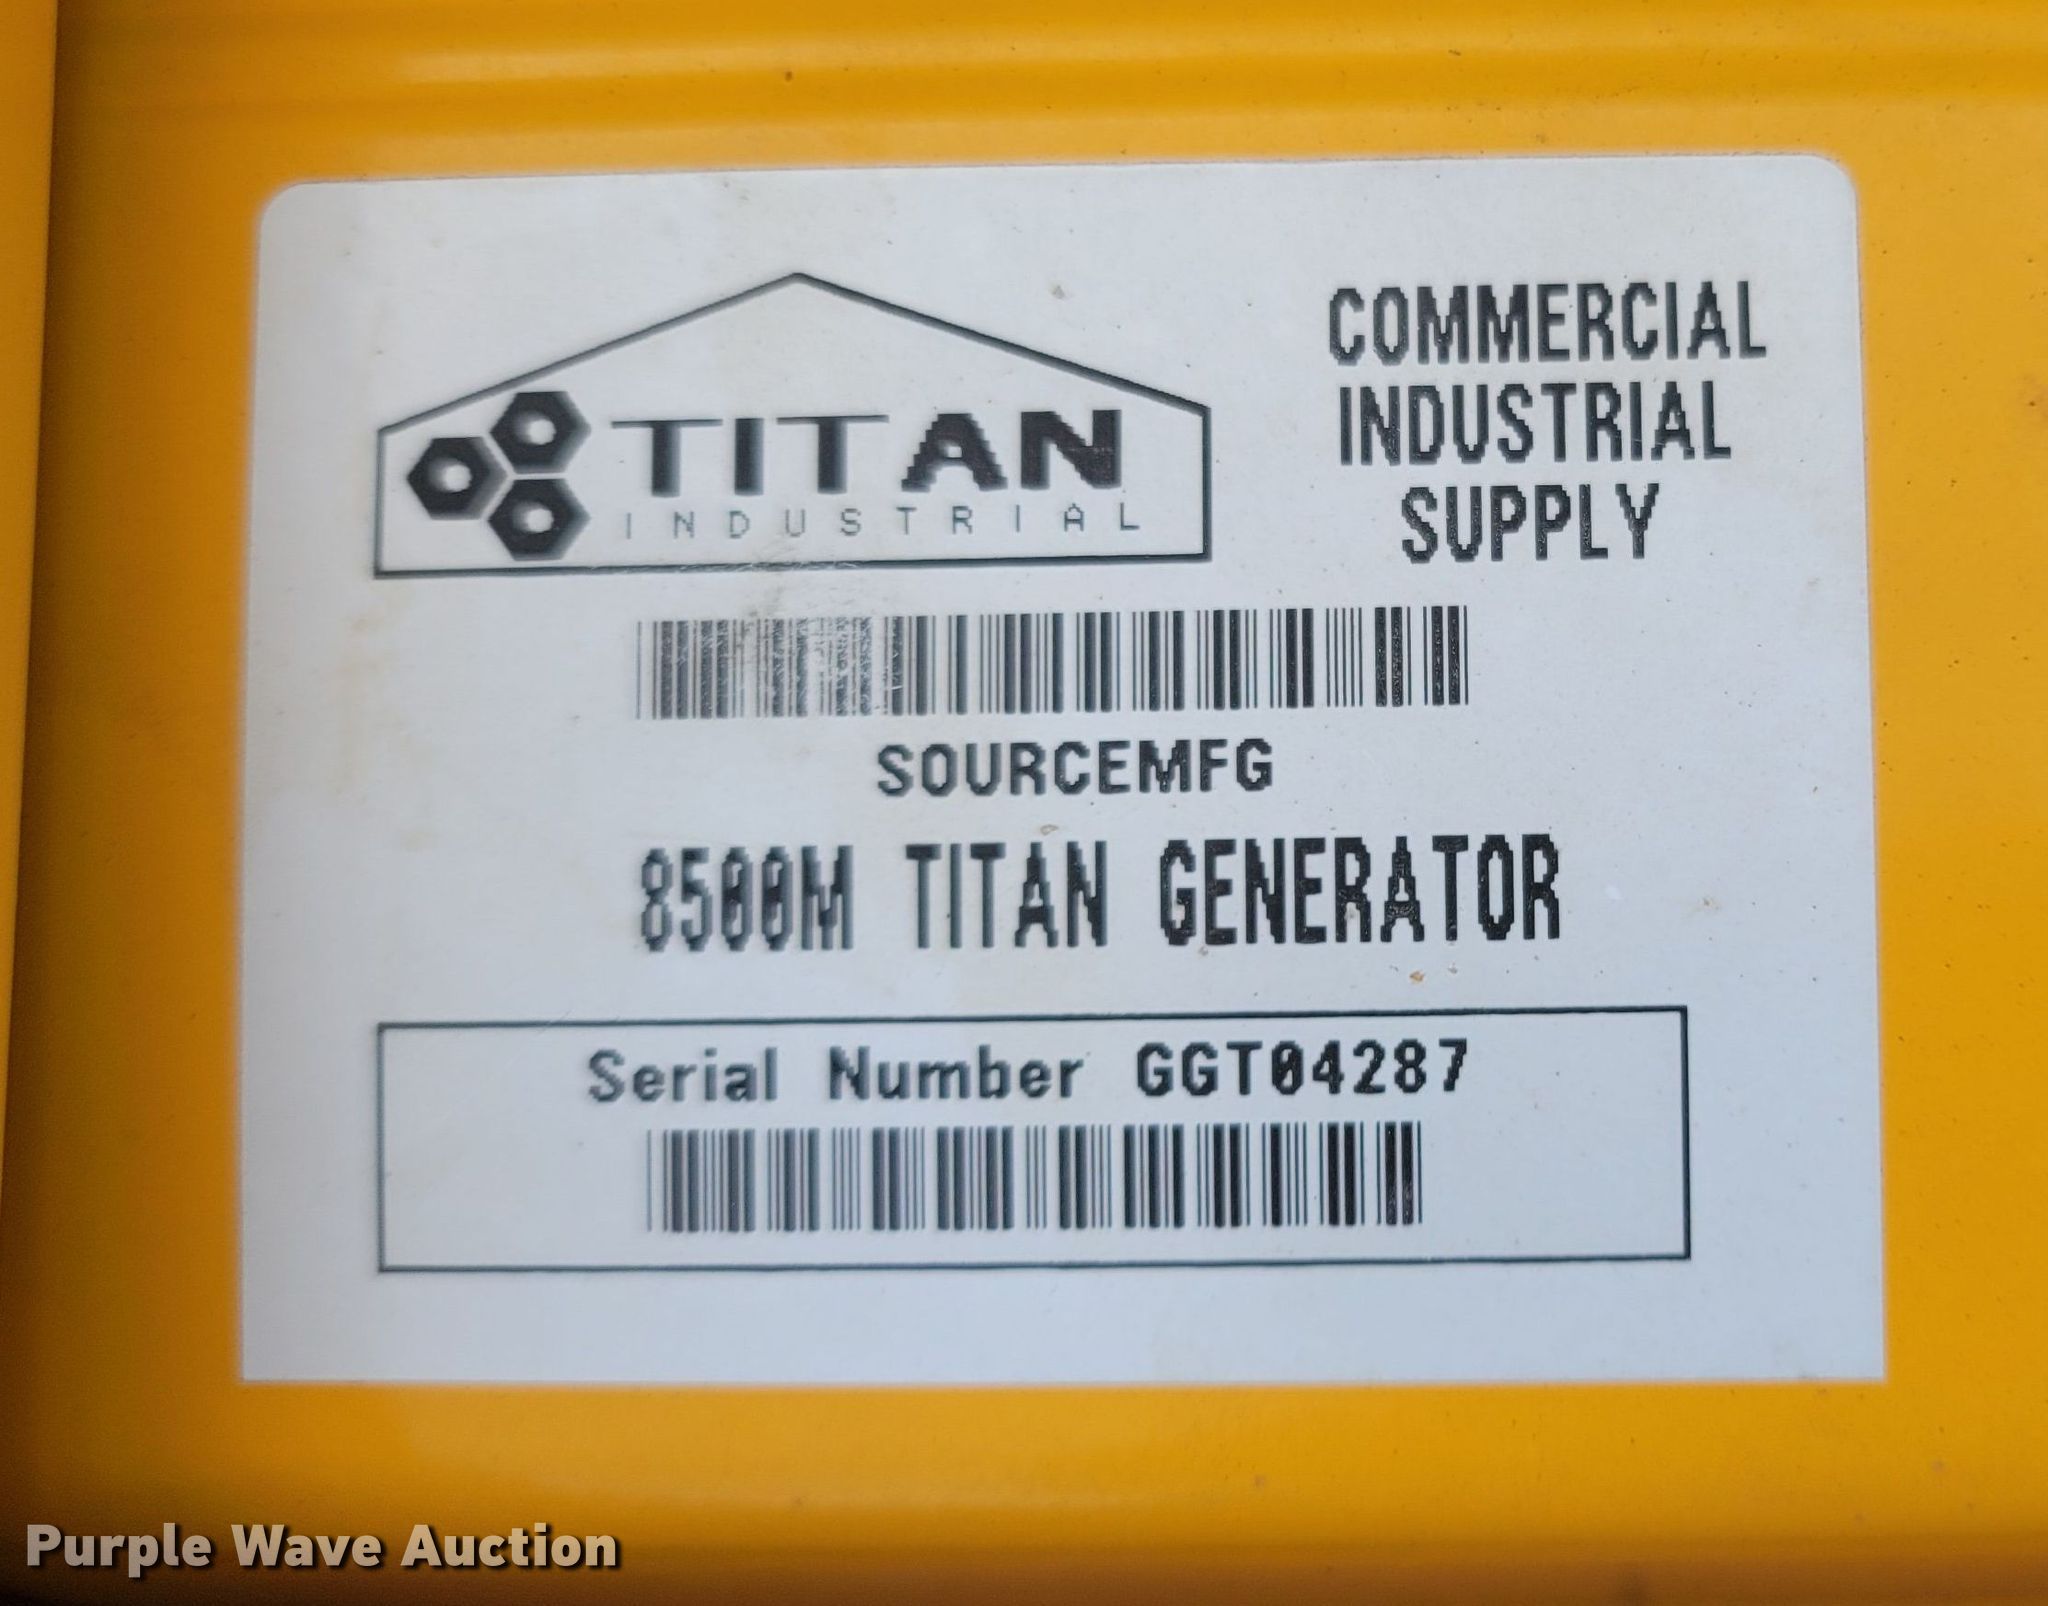 TITAN
INDUSTRIAL
COMMERCIAL
INDUSTRIAL
SUPPLY
SOURCEMFG
8500M TITAN GENERATOR
Serial Number GGT04287
Purple Wave Auction